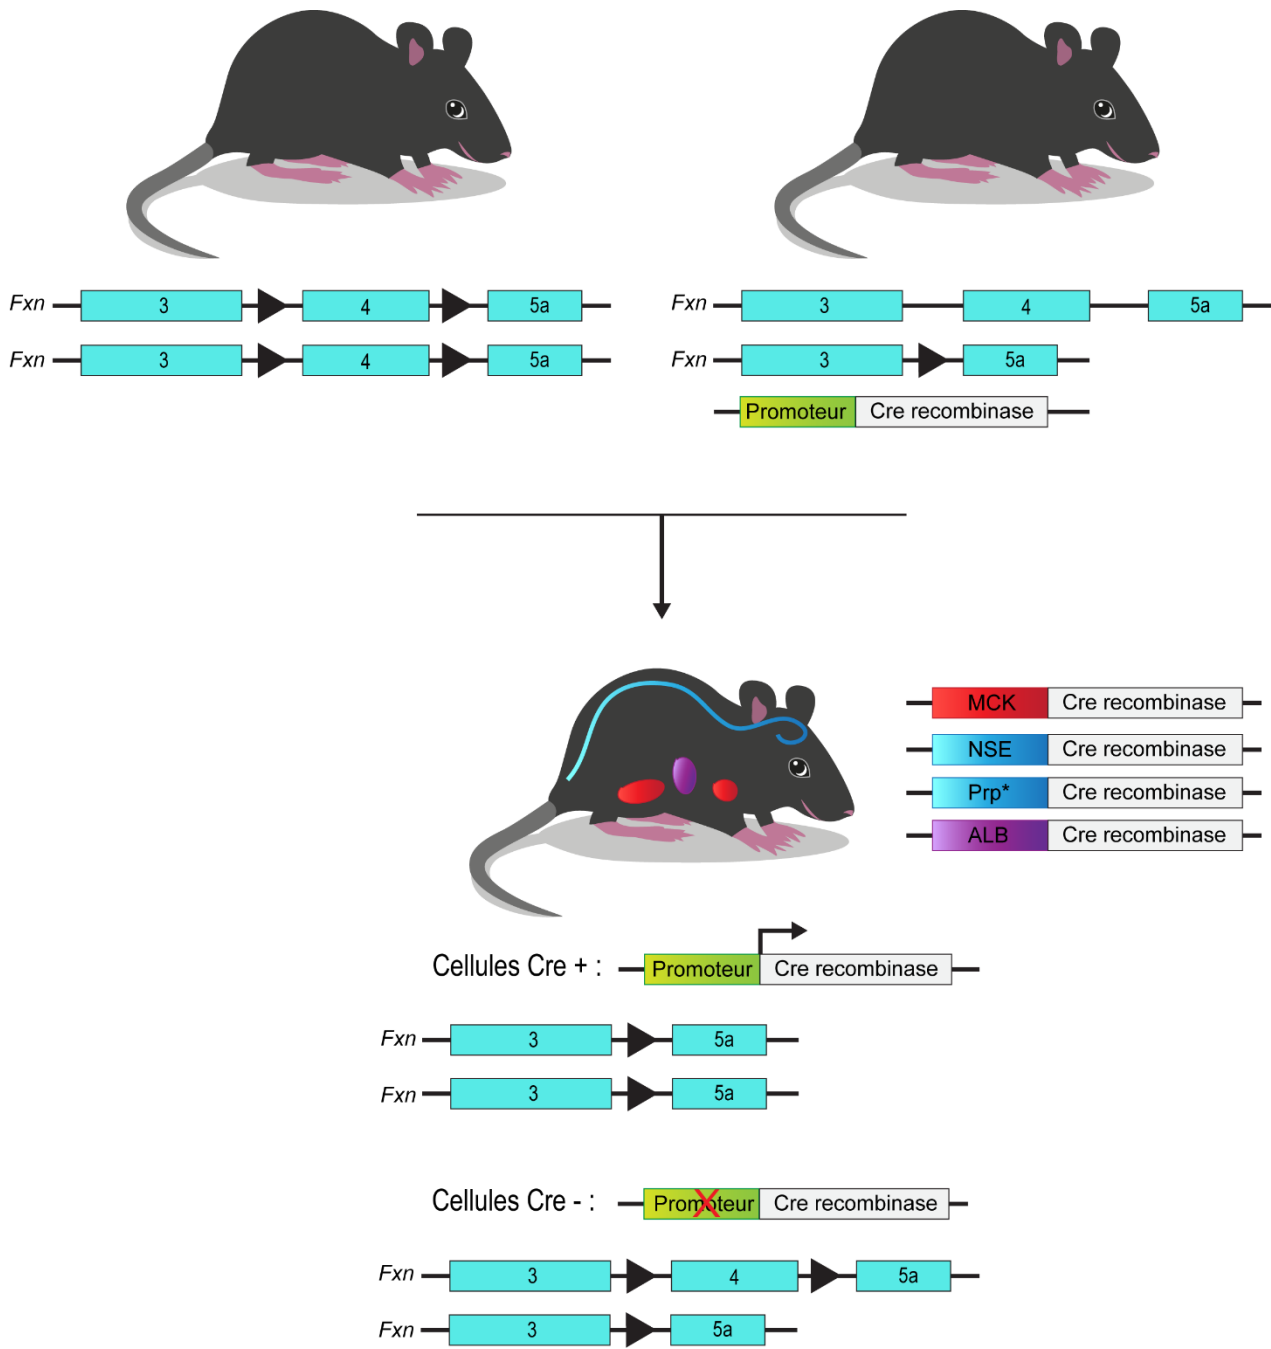 Fxn 3 4 5a
Fxn 3 4 5a
Fxn 3 4 5a
Fxn 3 5a
Promoteur Cre recombinase
MCK Cre recombinase
NSE Cre recombinase
Prp* Cre recombinase
ALB Cre recombinase
Cellules Cre + : Promoteur Cre recombinase
Fxn 3 5a
Fxn 3 5a
Cellules Cre - : Promoteur Cre recombinase
Fxn 3 4 5a
Fxn 3 5a